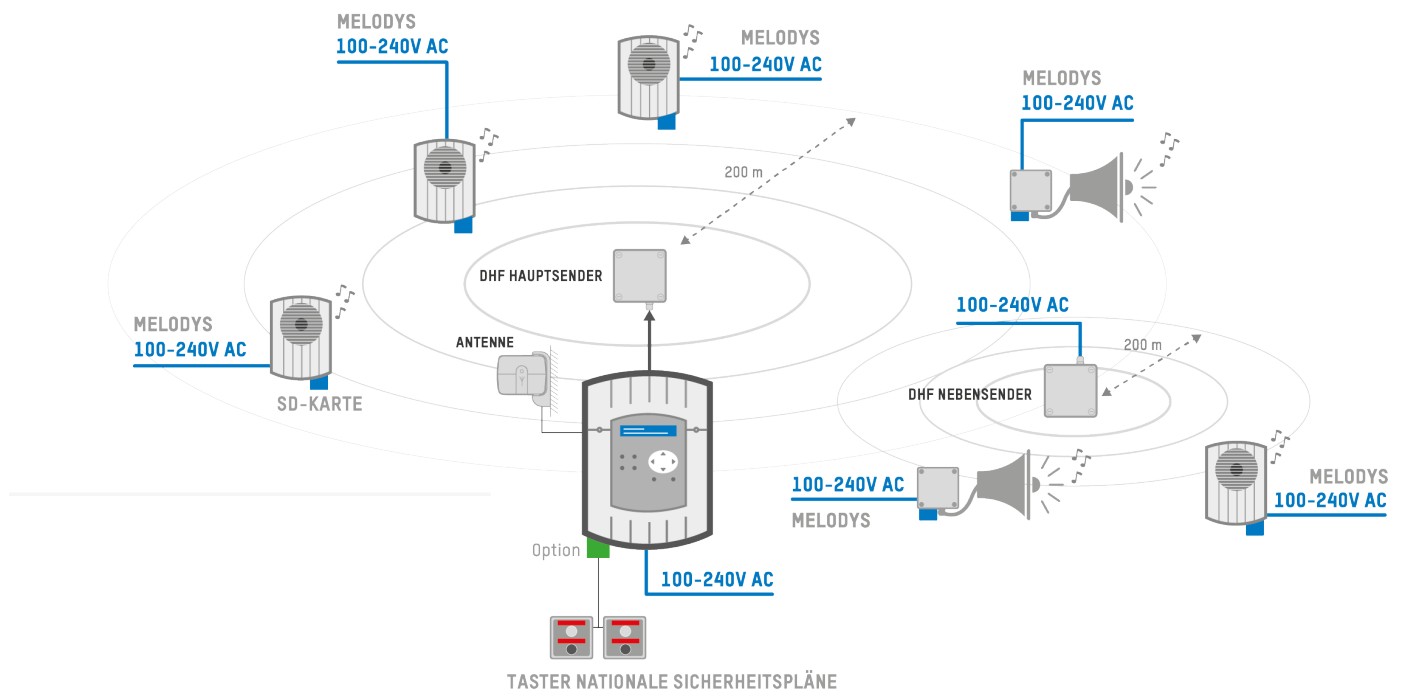 MELODYS
100-240V AC
MELODYS
100-240V AC
MELODYS
100-240V AC
200 m
DHF HAUPTSENDER
100-240V AC
MELODYS
100-240V AC
ANTENNE
200 m
SD-KARTE
DHF NEBENSENDER
100-240V AC
MELODYS
MELODYS
100-240V AC
Option
100-240V AC
TASTER NATIONALE SICHERHEITSPLÄNE